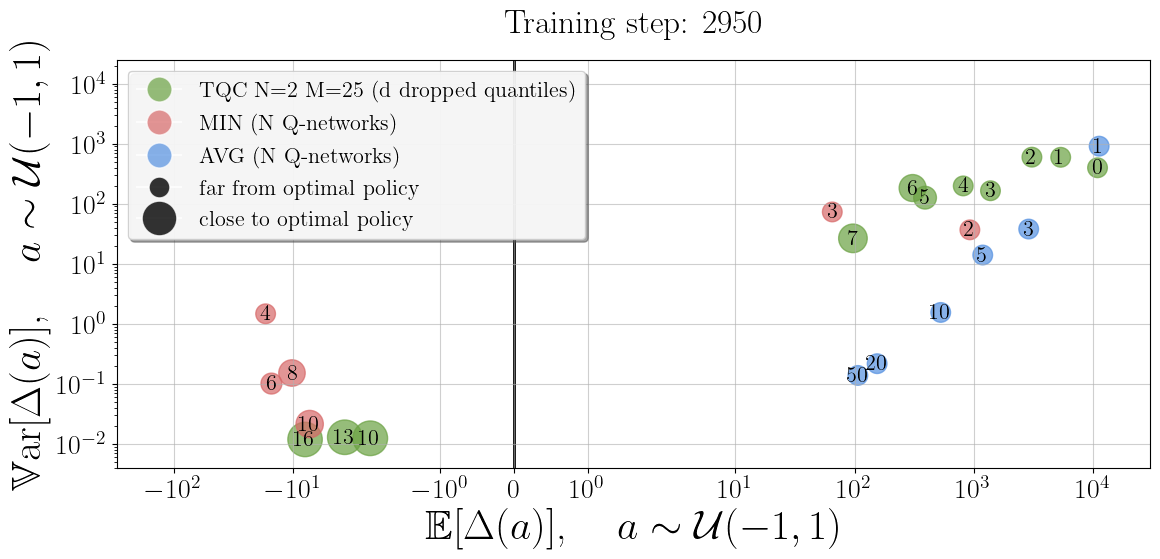 Training step: 2950
𝕍ar[Δ(a)], a ∼ 𝒰(−1, 1)
10⁴
10³
10²
10¹
10⁰
10⁻¹
10⁻²
TQC N=2 M=25 (d dropped quantiles)
MIN (N Q-networks)
AVG (N Q-networks)
far from optimal policy
close to optimal policy
1
2 1 0
6 5 4 3
3 2 3
7 5
4 10
6 8 50 20
10
16 13 10
−10² −10¹ −10⁰ 0 10⁰ 10¹ 10² 10³ 10⁴
𝔼[Δ(a)], a ∼ 𝒰(−1, 1)